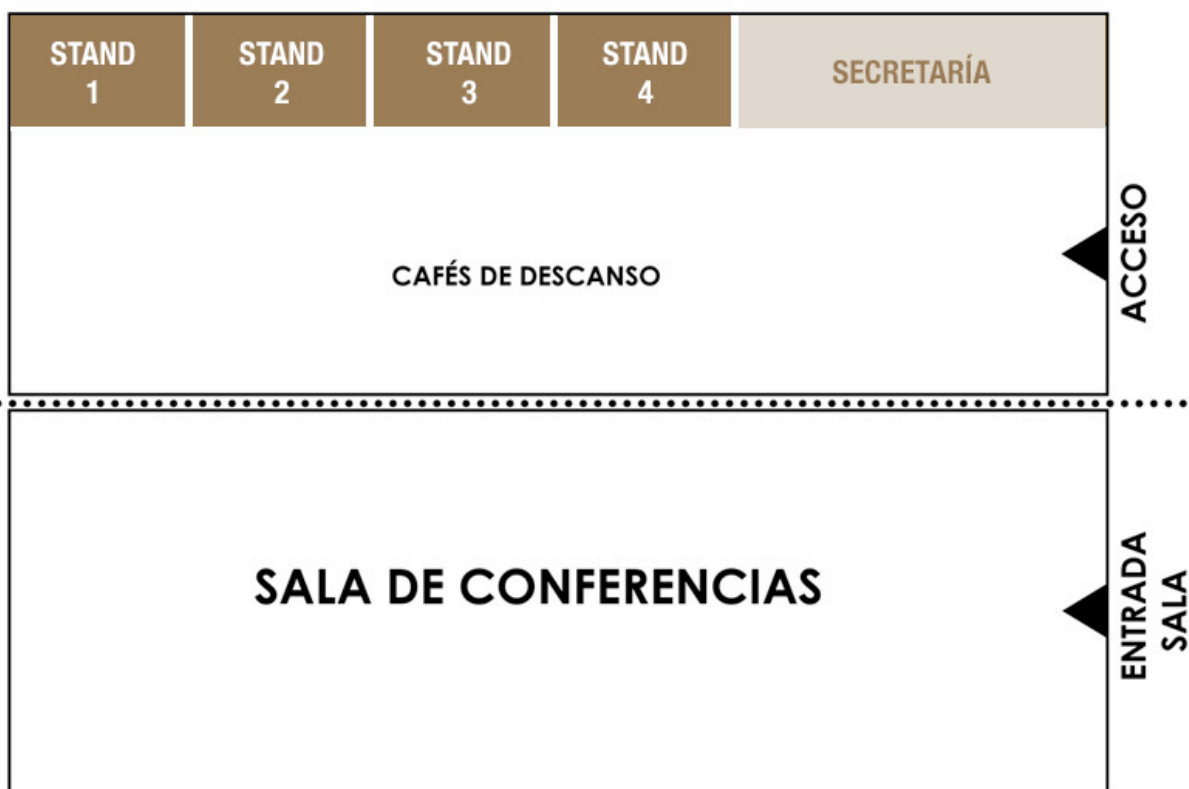 STAND
1
STAND
2
STAND
3
STAND
4
SECRETARÍA
ACCESO
CAFÉS DE DESCANSO
SALA DE CONFERENCIAS
ENTRADA
SALA